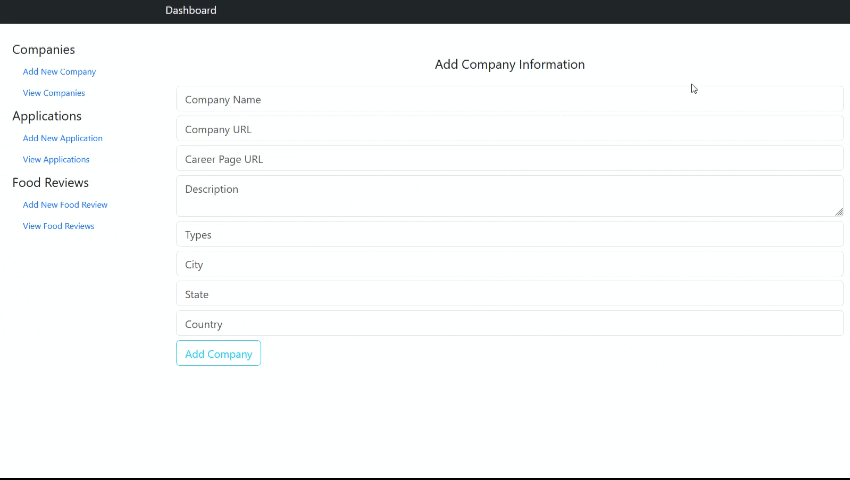 Dashboard
Companies
Add New Company
View Companies
Applications
Add New Application
View Applications
Food Reviews
Add New Food Review
View Food Reviews
Add Company Information
Company Name
Company URL
Career Page URL
Description
Types
City
State
Country
Add Company